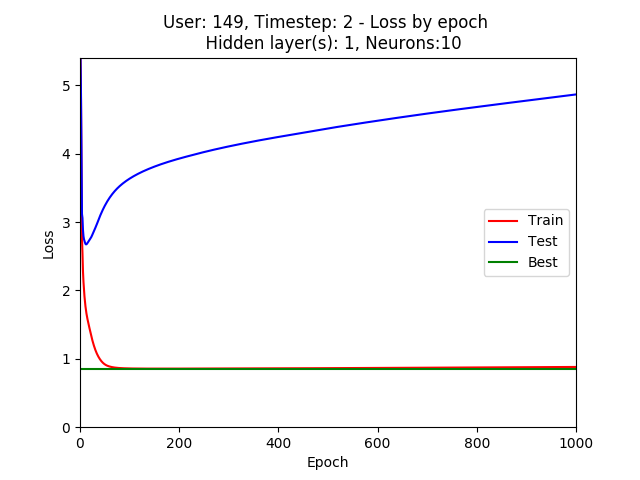 User: 149, Timestep: 2 - Loss by epoch
Hidden layer(s): 1, Neurons:10
5
4
3
2
1
0
Loss
Train
Test
Best
0 200 400 600 800 1000
Epoch